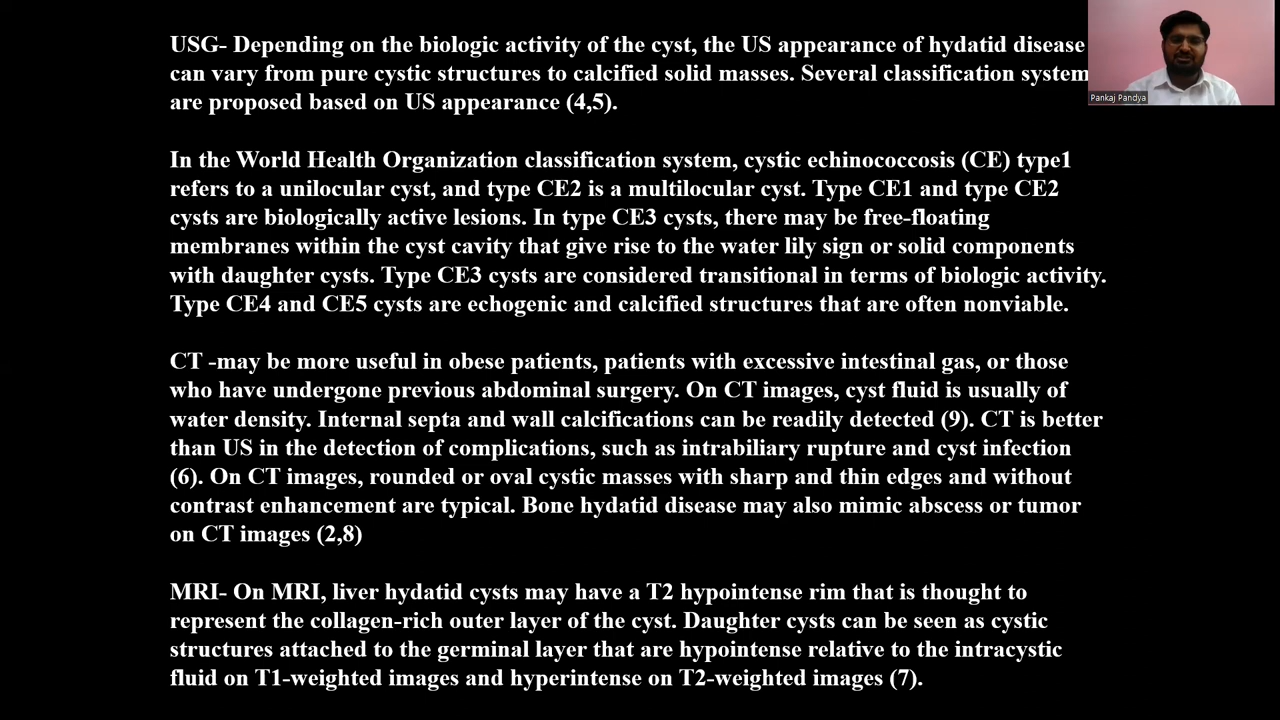 USG- Depending on the biologic activity of the cyst, the US appearance of hydatid disease
can vary from pure cystic structures to calcified solid masses. Several classification system
are proposed based on US appearance (4,5).
Pankaj Pandya
In the World Health Organization classification system, cystic echinococcosis (CE) type1
refers to a unilocular cyst, and type CE2 is a multilocular cyst. Type CE1 and type CE2
cysts are biologically active lesions. In type CE3 cysts, there may be free-floating
membranes within the cyst cavity that give rise to the water lily sign or solid components
with daughter cysts. Type CE3 cysts are considered transitional in terms of biologic activity.
Type CE4 and CE5 cysts are echogenic and calcified structures that are often nonviable.
CT -may be more useful in obese patients, patients with excessive intestinal gas, or those
who have undergone previous abdominal surgery. On CT images, cyst fluid is usually of
water density. Internal septa and wall calcifications can be readily detected (9). CT is better
than US in the detection of complications, such as intrabiliary rupture and cyst infection
(6). On CT images, rounded or oval cystic masses with sharp and thin edges and without
contrast enhancement are typical. Bone hydatid disease may also mimic abscess or tumor
on CT images (2,8)
MRI- On MRI, liver hydatid cysts may have a T2 hypointense rim that is thought to
represent the collagen-rich outer layer of the cyst. Daughter cysts can be seen as cystic
structures attached to the germinal layer that are hypointense relative to the intracystic
fluid on T1-weighted images and hyperintense on T2-weighted images (7).